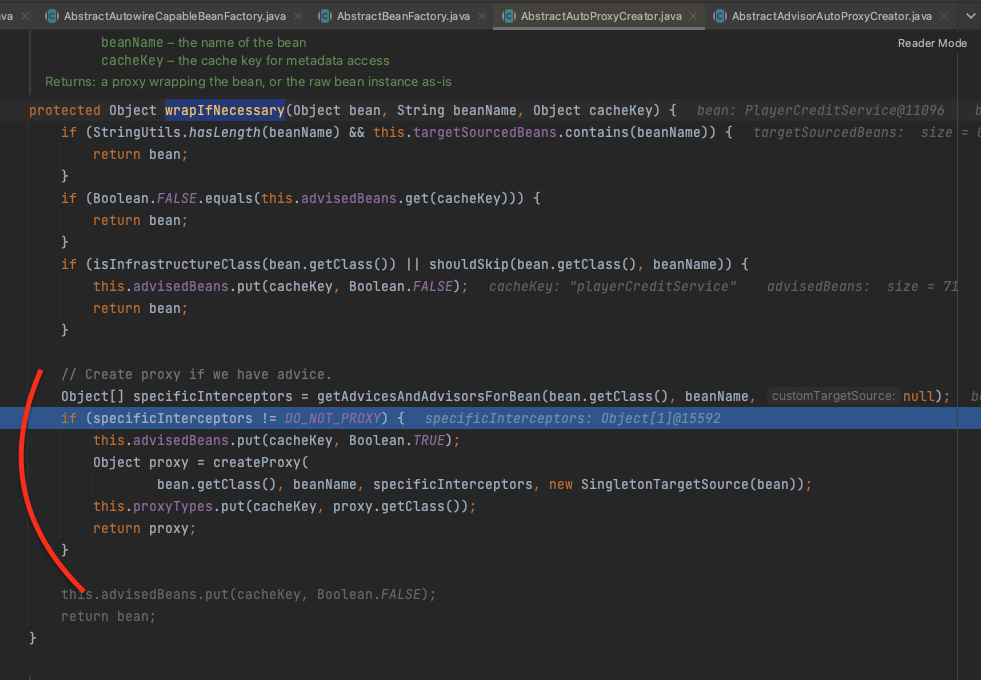 ava
AbstractAutowireCapableBeanFactory.java
AbstractBeanFactory.java
AbstractAutoProxyCreator.java
AbstractAdvisorAutoProxyCreator.java
beanName – the name of the bean
Reader Mode
cacheKey – the cache key for metadata access
Returns: a proxy wrapping the bean, or the raw bean instance as-is
protected Object wrapIfNecessary(Object bean, String beanName, Object cacheKey) { bean: PlayerCreditService@11096 b
if (StringUtils.hasLength(beanName) && this.targetSourcedBeans.contains(beanName)) { targetSourcedBeans: size = 0
return bean;
}
if (Boolean.FALSE.equals(this.advisedBeans.get(cacheKey))) {
return bean;
}
if (isInfrastructureClass(bean.getClass()) || shouldSkip(bean.getClass(), beanName)) {
this.advisedBeans.put(cacheKey, Boolean.FALSE); cacheKey: "playerCreditService" advisedBeans: size = 71
return bean;
}
// Create proxy if we have advice.
Object[] specificInterceptors = getAdvicesAndAdvisorsForBean(bean.getClass(), beanName, customTargetSource: null); b
if (specificInterceptors != DO_NOT_PROXY) { specificInterceptors: Object[1]@15592
this.advisedBeans.put(cacheKey, Boolean.TRUE);
Object proxy = createProxy(
bean.getClass(), beanName, specificInterceptors, new SingletonTargetSource(bean));
this.proxyTypes.put(cacheKey, proxy.getClass());
return proxy;
}
this.advisedBeans.put(cacheKey, Boolean.FALSE);
return bean;
}